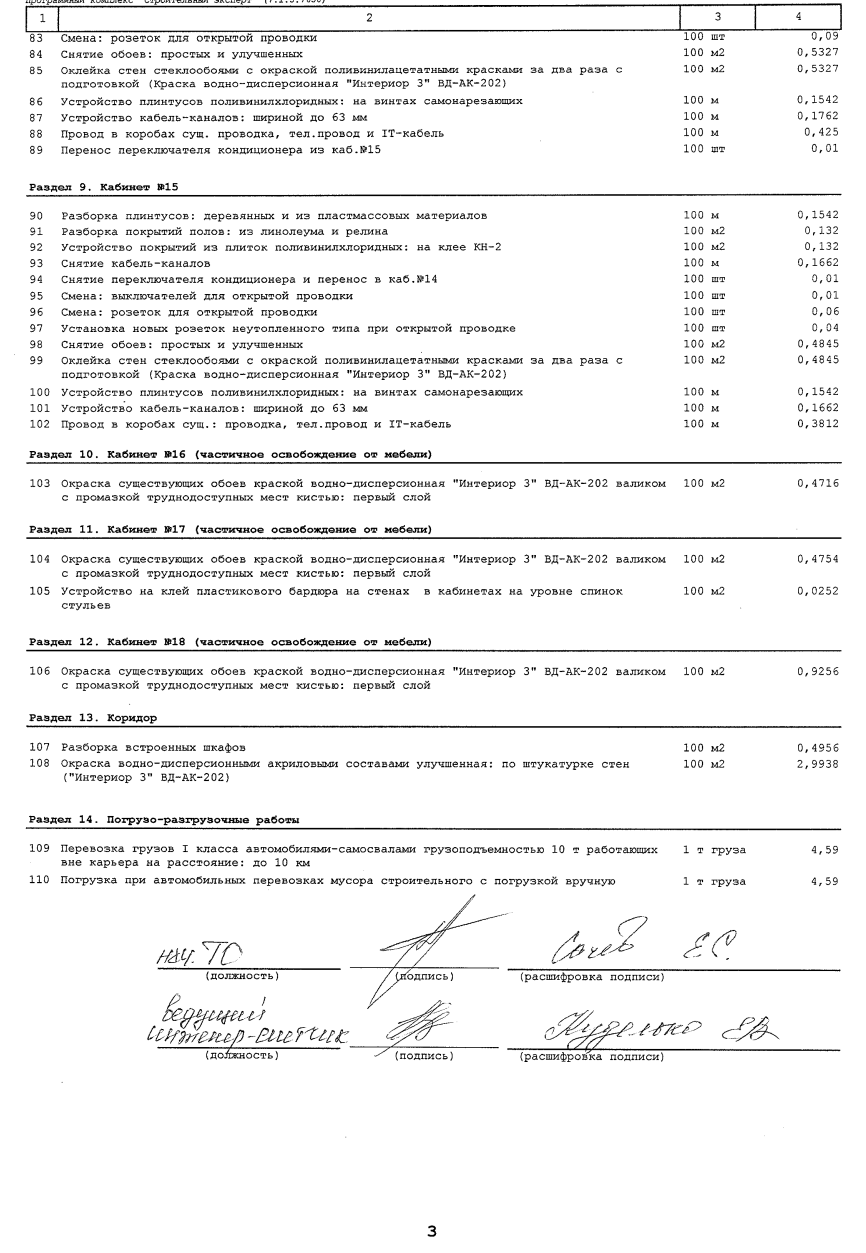 программный комплекс "Строительный эксперт"
1 2 3 4
83 Смена: розеток для открытой проводки 100 шт 0,09
84 Снятие обоев: простых и улучшенных 100 м2 0,5327
85 Оклейка стен стеклообоями с окраской поливинилацетатными красками за два раза с 100 м2 0,5327
подготовкой (Краска водно-дисперсионная "Интериор 3" ВД-АК-202)
86 Устройство плинтусов поливинилхлоридных: на винтах самонарезающих 100 м 0,1542
87 Устройство кабель-каналов: шириной до 63 мм 100 м 0,1762
88 Провод в коробах сущ. проводка, тел.провод и IT-кабель 100 м 0,425
89 Перенос переключателя кондиционера из каб.№15 100 шт 0,01
Раздел 9. Кабинет №15
90 Разборка плинтусов: деревянных и из пластмассовых материалов 100 м 0,1542
91 Разборка покрытий полов: из линолеума и релина 100 м2 0,132
92 Устройство покрытий из плиток поливинилхлоридных: на клее КН-2 100 м2 0,132
93 Снятие кабель-каналов 100 м 0,1662
94 Снятие переключателя кондиционера и перенос в каб.№14 100 шт 0,01
95 Смена: выключателей для открытой проводки 100 шт 0,01
96 Смена: розеток для открытой проводки 100 шт 0,06
97 Установка новых розеток неутопленного типа при открытой проводке 100 шт 0,04
98 Снятие обоев: простых и улучшенных 100 м2 0,4845
99 Оклейка стен стеклообоями с окраской поливинилацетатными красками за два раза с 100 м2 0,4845
подготовкой (Краска водно-дисперсионная "Интериор 3" ВД-АК-202)
100 Устройство плинтусов поливинилхлоридных: на винтах самонарезающих 100 м 0,1542
101 Устройство кабель-каналов: шириной до 63 мм 100 м 0,1662
102 Провод в коробах сущ.: проводка, тел.провод и IT-кабель 100 м 0,3812
Раздел 10. Кабинет №16 (частичное освобождение от мебели)
103 Окраска существующих обоев краской водно-дисперсионная "Интериор 3" ВД-АК-202 валиком 100 м2 0,4716
с промазкой труднодоступных мест кистью: первый слой
Раздел 11. Кабинет №17 (частичное освобождение от мебели)
104 Окраска существующих обоев краской водно-дисперсионная "Интериор 3" ВД-АК-202 валиком 100 м2 0,4754
с промазкой труднодоступных мест кистью: первый слой
105 Устройство на клей пластикового бардюра на стенах в кабинетах на уровне спинок 100 м2 0,0252
стульев
Раздел 12. Кабинет №18 (частичное освобождение от мебели)
106 Окраска существующих обоев краской водно-дисперсионная "Интериор 3" ВД-АК-202 валиком 100 м2 0,9256
с промазкой труднодоступных мест кистью: первый слой
Раздел 13. Коридор
107 Разборка встроенных шкафов 100 м2 0,4956
108 Окраска водно-дисперсионными акриловыми составами улучшенная: по штукатурке стен 100 м2 2,9938
("Интериор 3" ВД-АК-202)
Раздел 14. Погрузо-разгрузочные работы
109 Перевозка грузов I класса автомобилями-самосвалами грузоподъемностью 10 т работающих 1 т груза 4,59
вне карьера на расстояние: до 10 км
110 Погрузка при автомобильных перевозках мусора строительного с погрузкой вручную 1 т груза 4,59
нач. ТО Е С.
(должность) (подпись) (расшифровка подписи)
ведущий
инженер-сметчик Куделько ЕВ
(должность) (подпись) (расшифровка подписи)
3